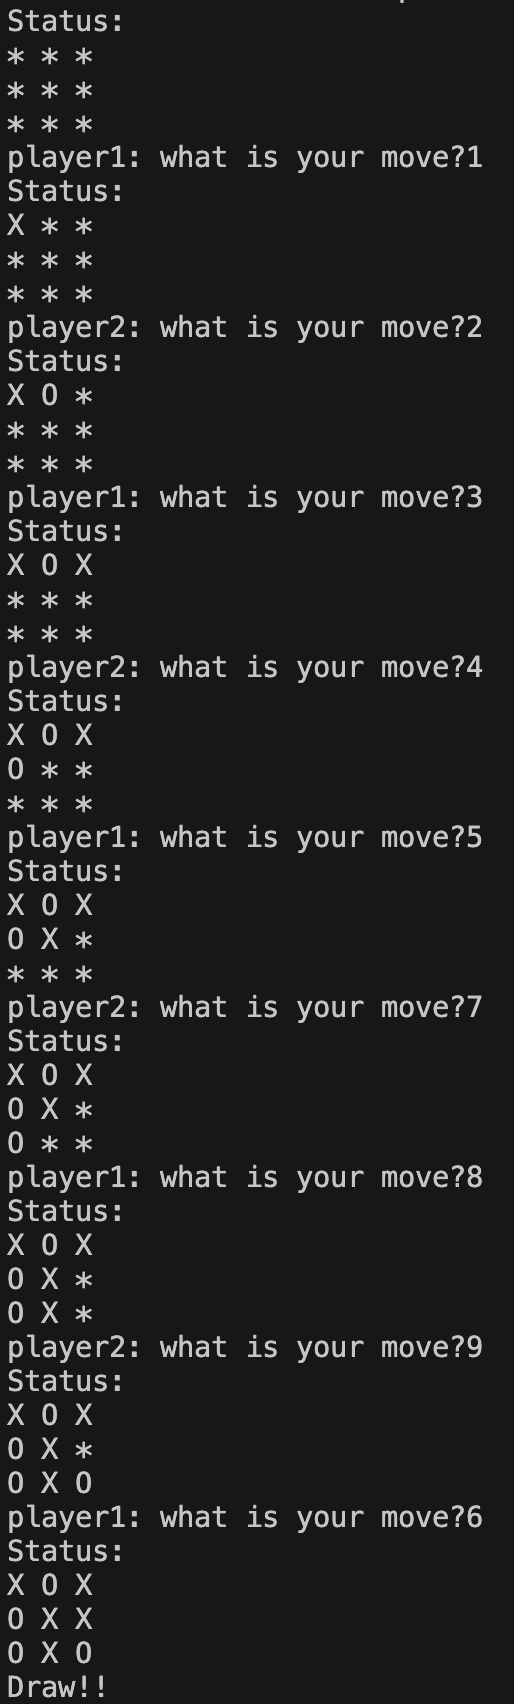 Status:
* * *
* * *
* * *
player1: what is your move?1
Status:
X * *
* * *
* * *
player2: what is your move?2
Status:
X O *
* * *
* * *
player1: what is your move?3
Status:
X O X
* * *
* * *
player2: what is your move?4
Status:
X O X
O * *
* * *
player1: what is your move?5
Status:
X O X
O X *
* * *
player2: what is your move?7
Status:
X O X
O X *
O * *
player1: what is your move?8
Status:
X O X
O X *
O X *
player2: what is your move?9
Status:
X O X
O X *
O X O
player1: what is your move?6
Status:
X O X
O X X
O X O
Draw!!